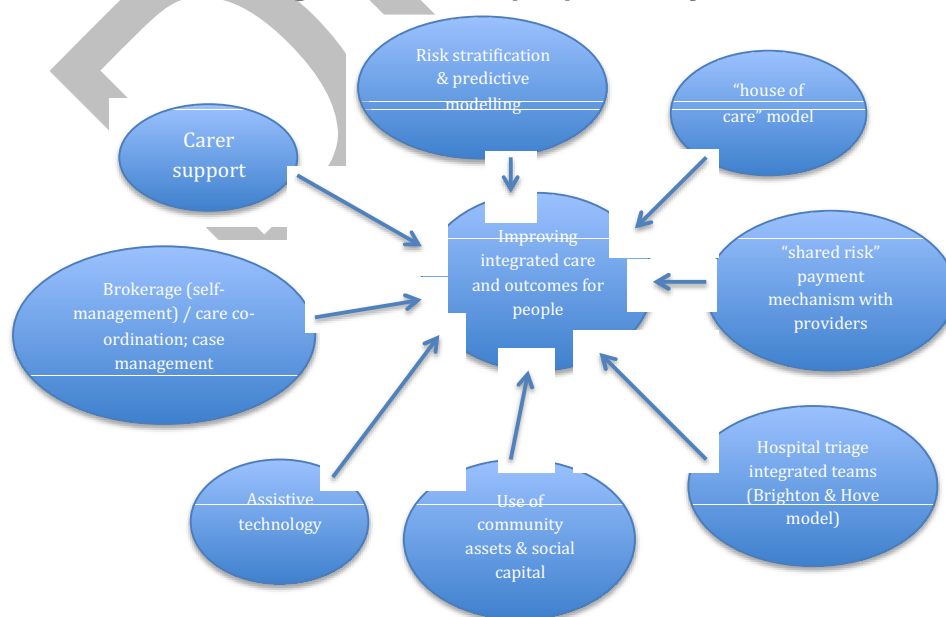 Risk stratification
& predictive
modelling
"house of
care" model
Carer
support
Improving
integrated care
and outcomes for
people
"shared risk"
payment
mechanism with
providers
Brokerage (self-
management) / care co-
ordination; case
management
Hospital triage
integrated teams
(Brighton & Hove
model)
Assistive
technology
Use of
community
assets & social
capital